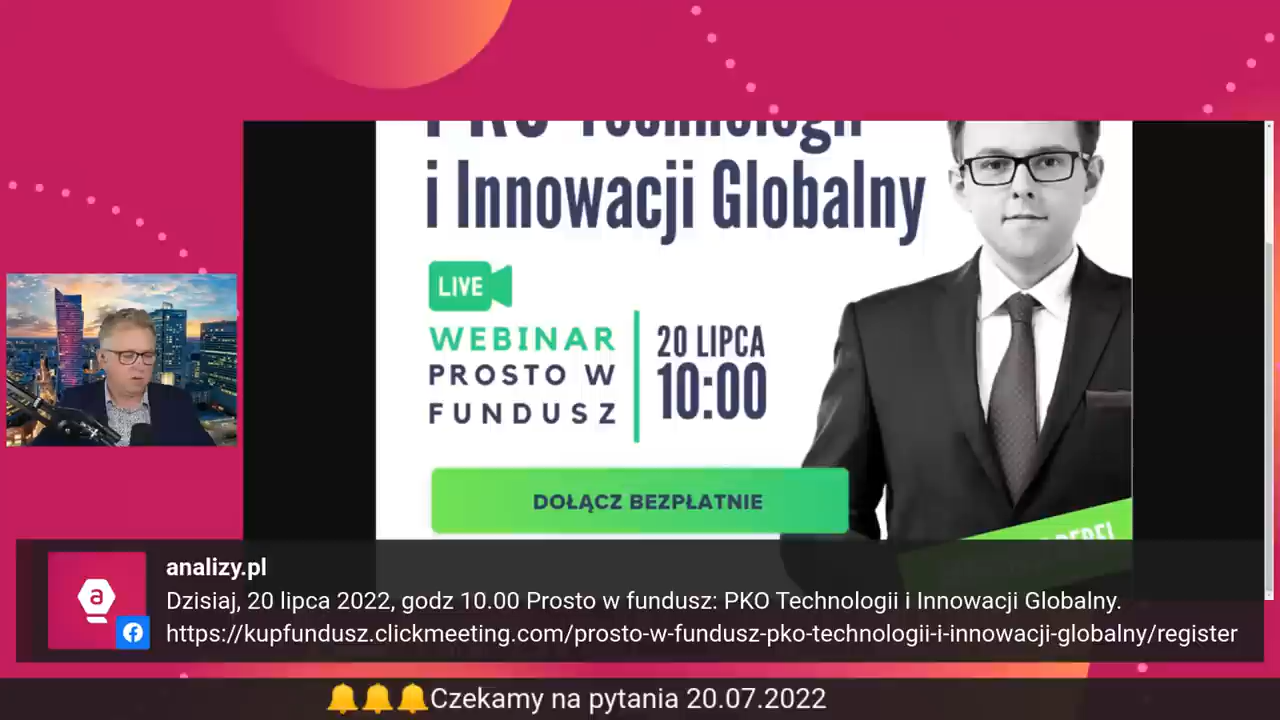 PKO Technologii
i Innowacji Globalny
LIVE
WEBINAR
PROSTO W
FUNDUSZ
20 LIPCA
10:00
DOŁĄCZ BEZPŁATNIE
a
analizy.pl
Dzisiaj, 20 lipca 2022, godz 10.00 Prosto w fundusz: PKO Technologii i Innowacji Globalny.
https://kupfundusz.clickmeeting.com/prosto-w-fundusz-pko-technologii-i-innowacji-globalny/register
🔔🔔🔔Czekamy na pytania 20.07.2022